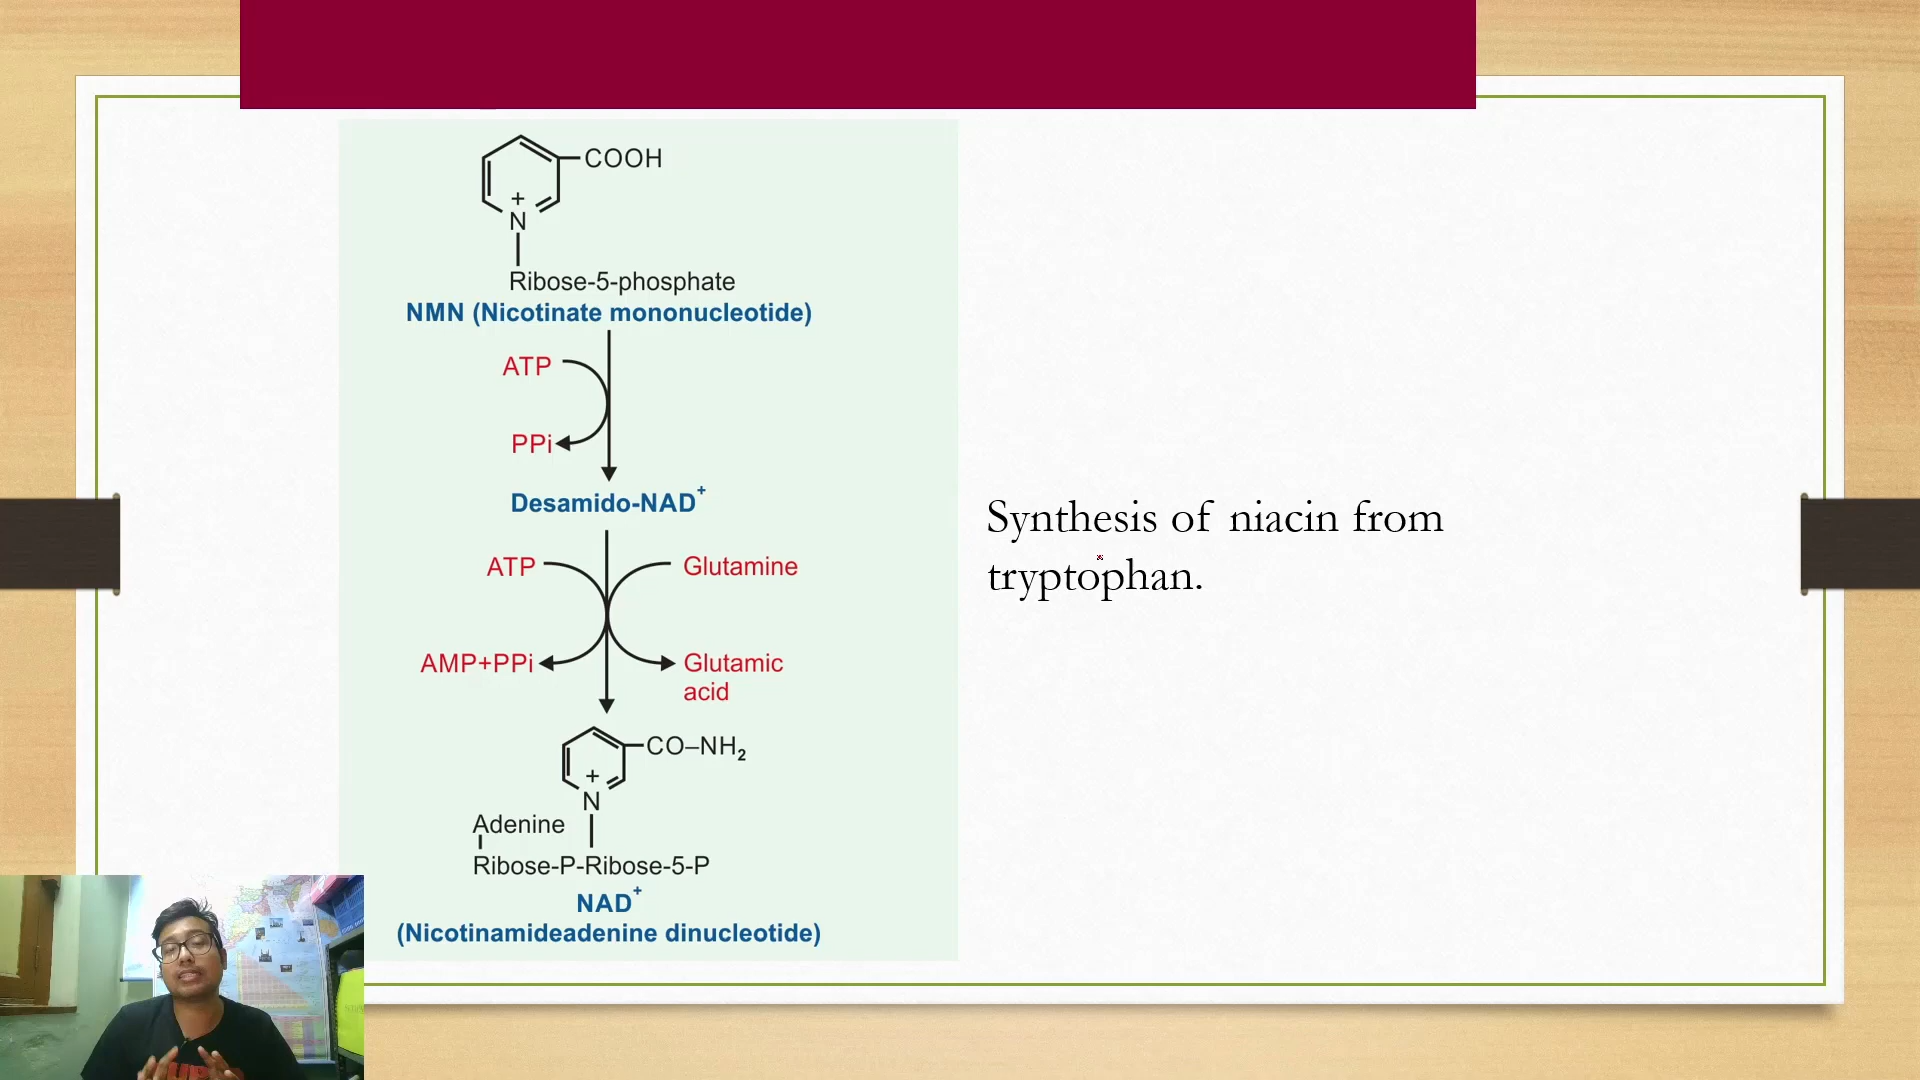 COOH
+
N
Ribose-5-phosphate
NMN (Nicotinate mononucleotide)
ATP
PPi
Desamido-NAD+
ATP Glutamine
AMP+PPi Glutamic
acid
CO–NH2
+
N
Adenine
Ribose-P-Ribose-5-P
NAD+
(Nicotinamideadenine dinucleotide)
Synthesis of niacin from
tryptophan.